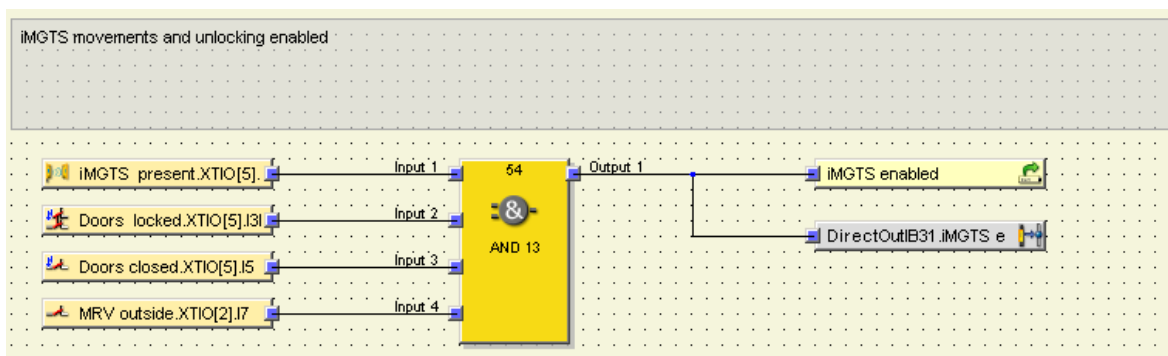 iMGTS movements and unlocking enabled
iMGTS present.XTIO[5].
Input 1
54
Output 1
iMGTS enabled
Doors locked.XTIO[5].I3I
Input 2
&
AND 13
DirectOutIB31.iMGTS e
Doors closed.XTIO[5].I5
Input 3
MRV outside.XTIO[2].I7
Input 4